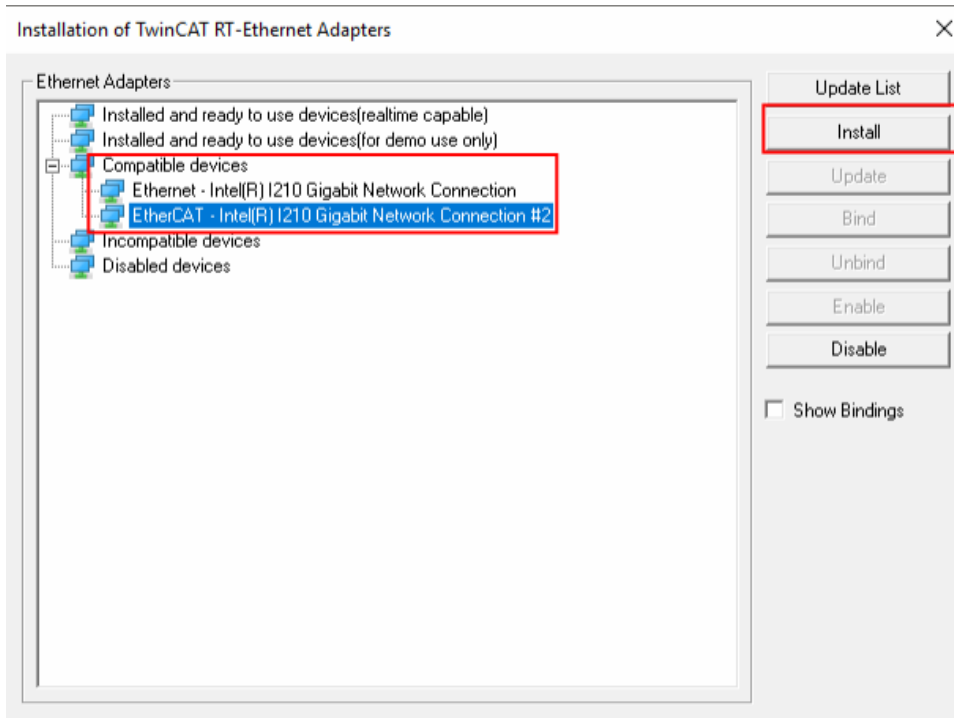 Installation of TwinCAT RT-Ethernet Adapters
Ethernet Adapters
Installed and ready to use devices(realtime capable)
Installed and ready to use devices(for demo use only)
Compatible devices
Ethernet - Intel(R) I210 Gigabit Network Connection
EtherCAT - Intel(R) I210 Gigabit Network Connection #2
Incompatible devices
Disabled devices
Update List
Install
Update
Bind
Unbind
Enable
Disable
Show Bindings